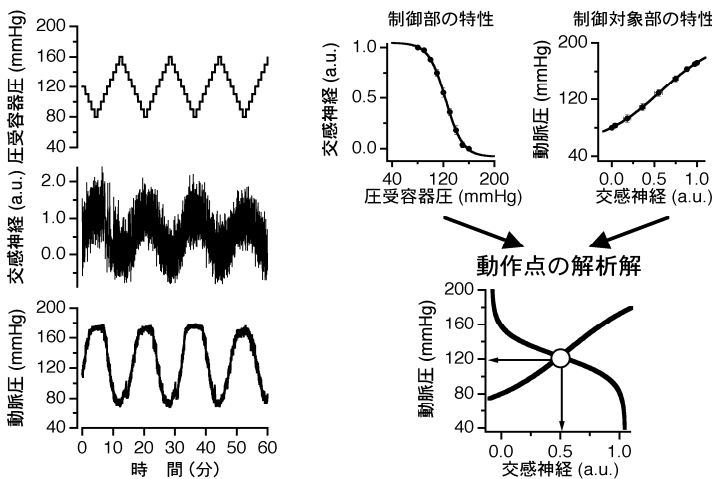 圧受容器圧 (mmHg)
200
160
120
80
40
交感神経 (a.u.)
2.0
1.0
0.0
動脈圧 (mmHg)
200
160
120
80
40
0 10 20 30 40 50 60
時 間 (分)
制御部の特性
交感神経 (a.u.)
1.0
0.5
0.0
40 80 120 160 200
圧受容器圧 (mmHg)
制御対象部の特性
動脈圧 (mmHg)
200
120
40
0.0 0.5 1.0
交感神経 (a.u.)
動作点の解析解
動脈圧 (mmHg)
200
160
120
80
40
0.0 0.5 1.0
交感神経 (a.u.)